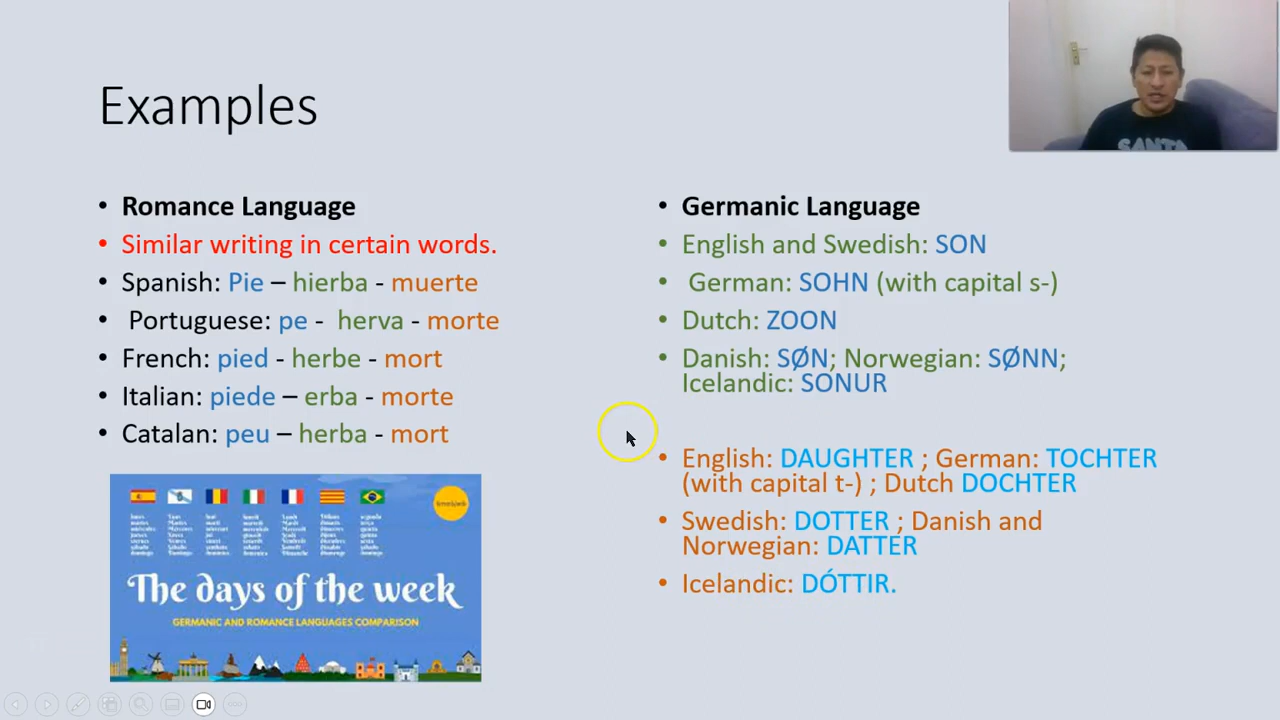 Examples
• Romance Language
• Similar writing in certain words.
• Spanish: Pie – hierba - muerte
• Portuguese: pe - herva - morte
• French: pied - herbe - mort
• Italian: piede – erba - morte
• Catalan: peu – herba - mort
The days of the week
GERMANIC AND ROMANCE LANGUAGES COMPARISON
• Germanic Language
• English and Swedish: SON
• German: SOHN (with capital s-)
• Dutch: ZOON
• Danish: SØN; Norwegian: SØNN;
Icelandic: SONUR
• English: DAUGHTER ; German: TOCHTER
(with capital t-) ; Dutch DOCHTER
• Swedish: DOTTER ; Danish and
Norwegian: DATTER
• Icelandic: DÓTTIR.
SANTA